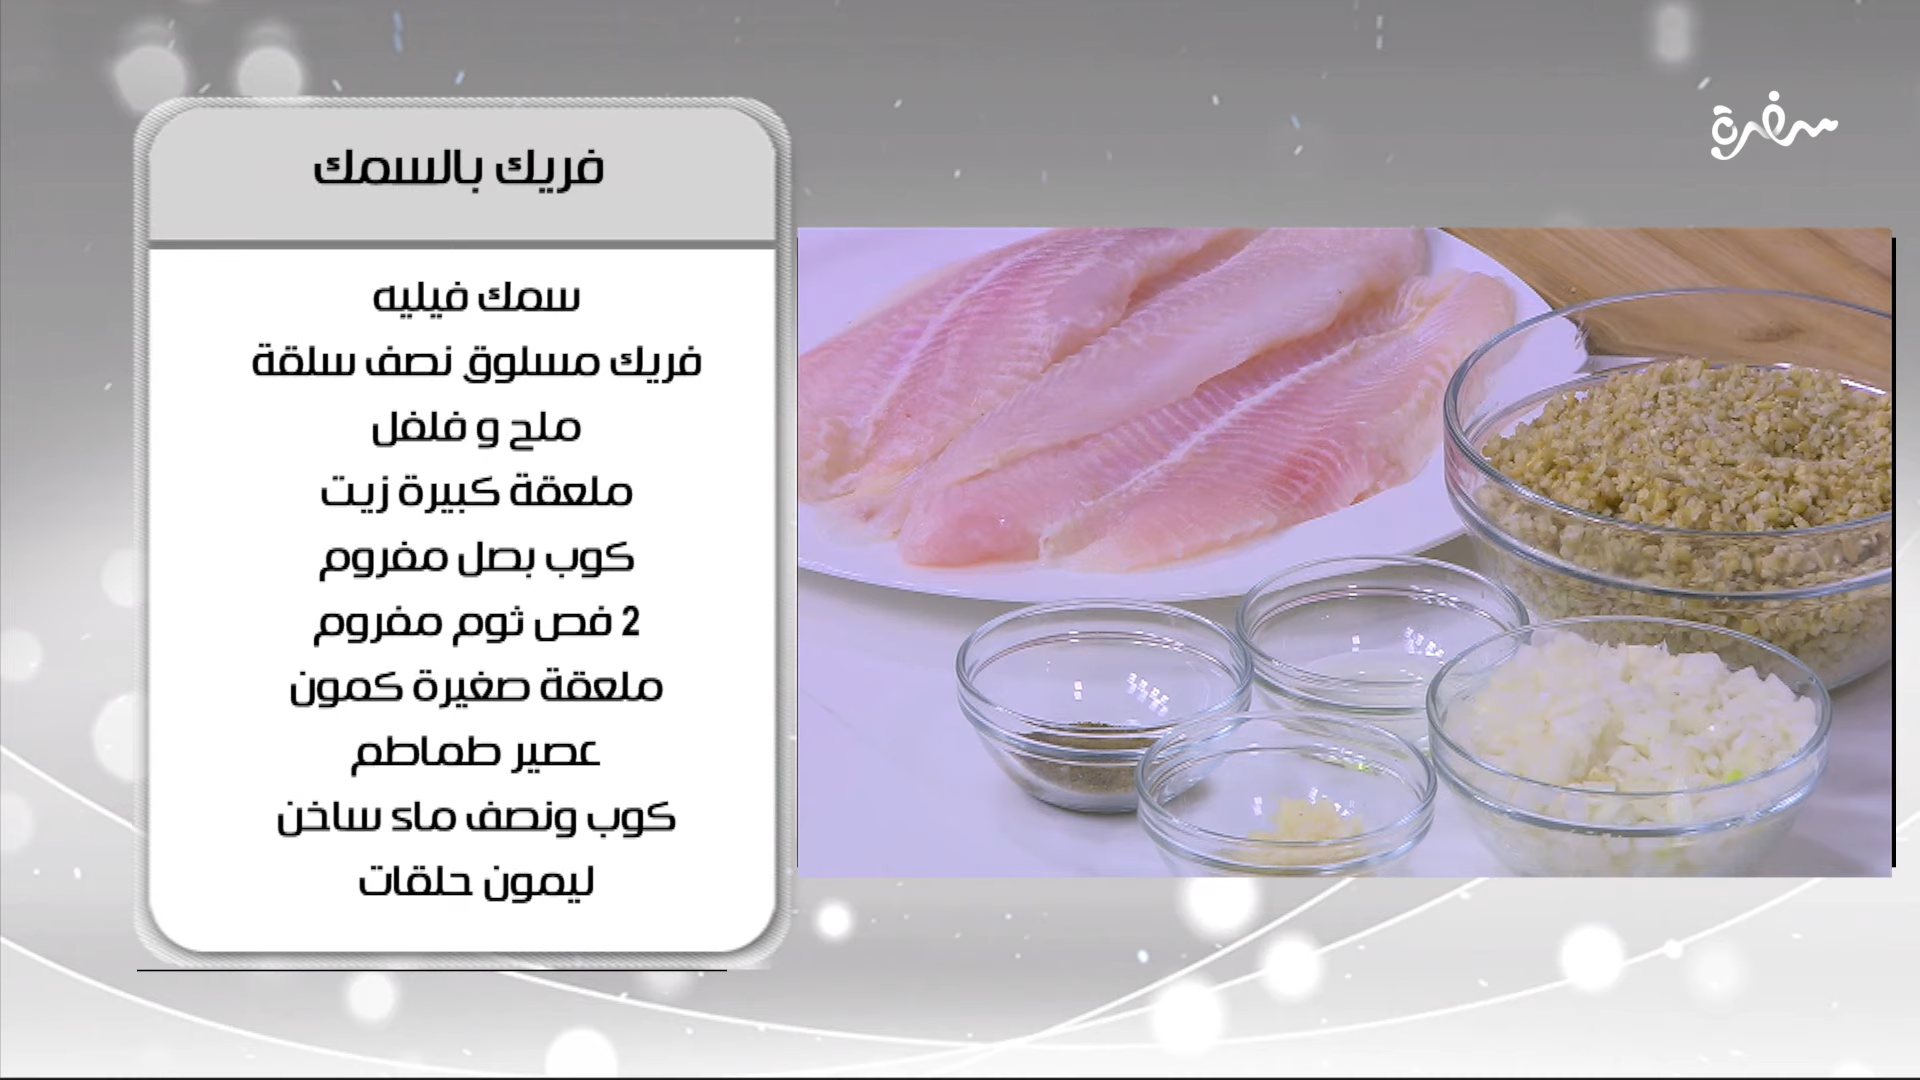 سفرة
فريك بالسمك
سمك فيليه
فريك مسلوق نصف سلقة
ملح و فلفل
ملعقة كبيرة زيت
كوب بصل مفروم
2 فص ثوم مفروم
ملعقة صغيرة كمون
عصير طماطم
كوب ونصف ماء ساخن
ليمون حلقات